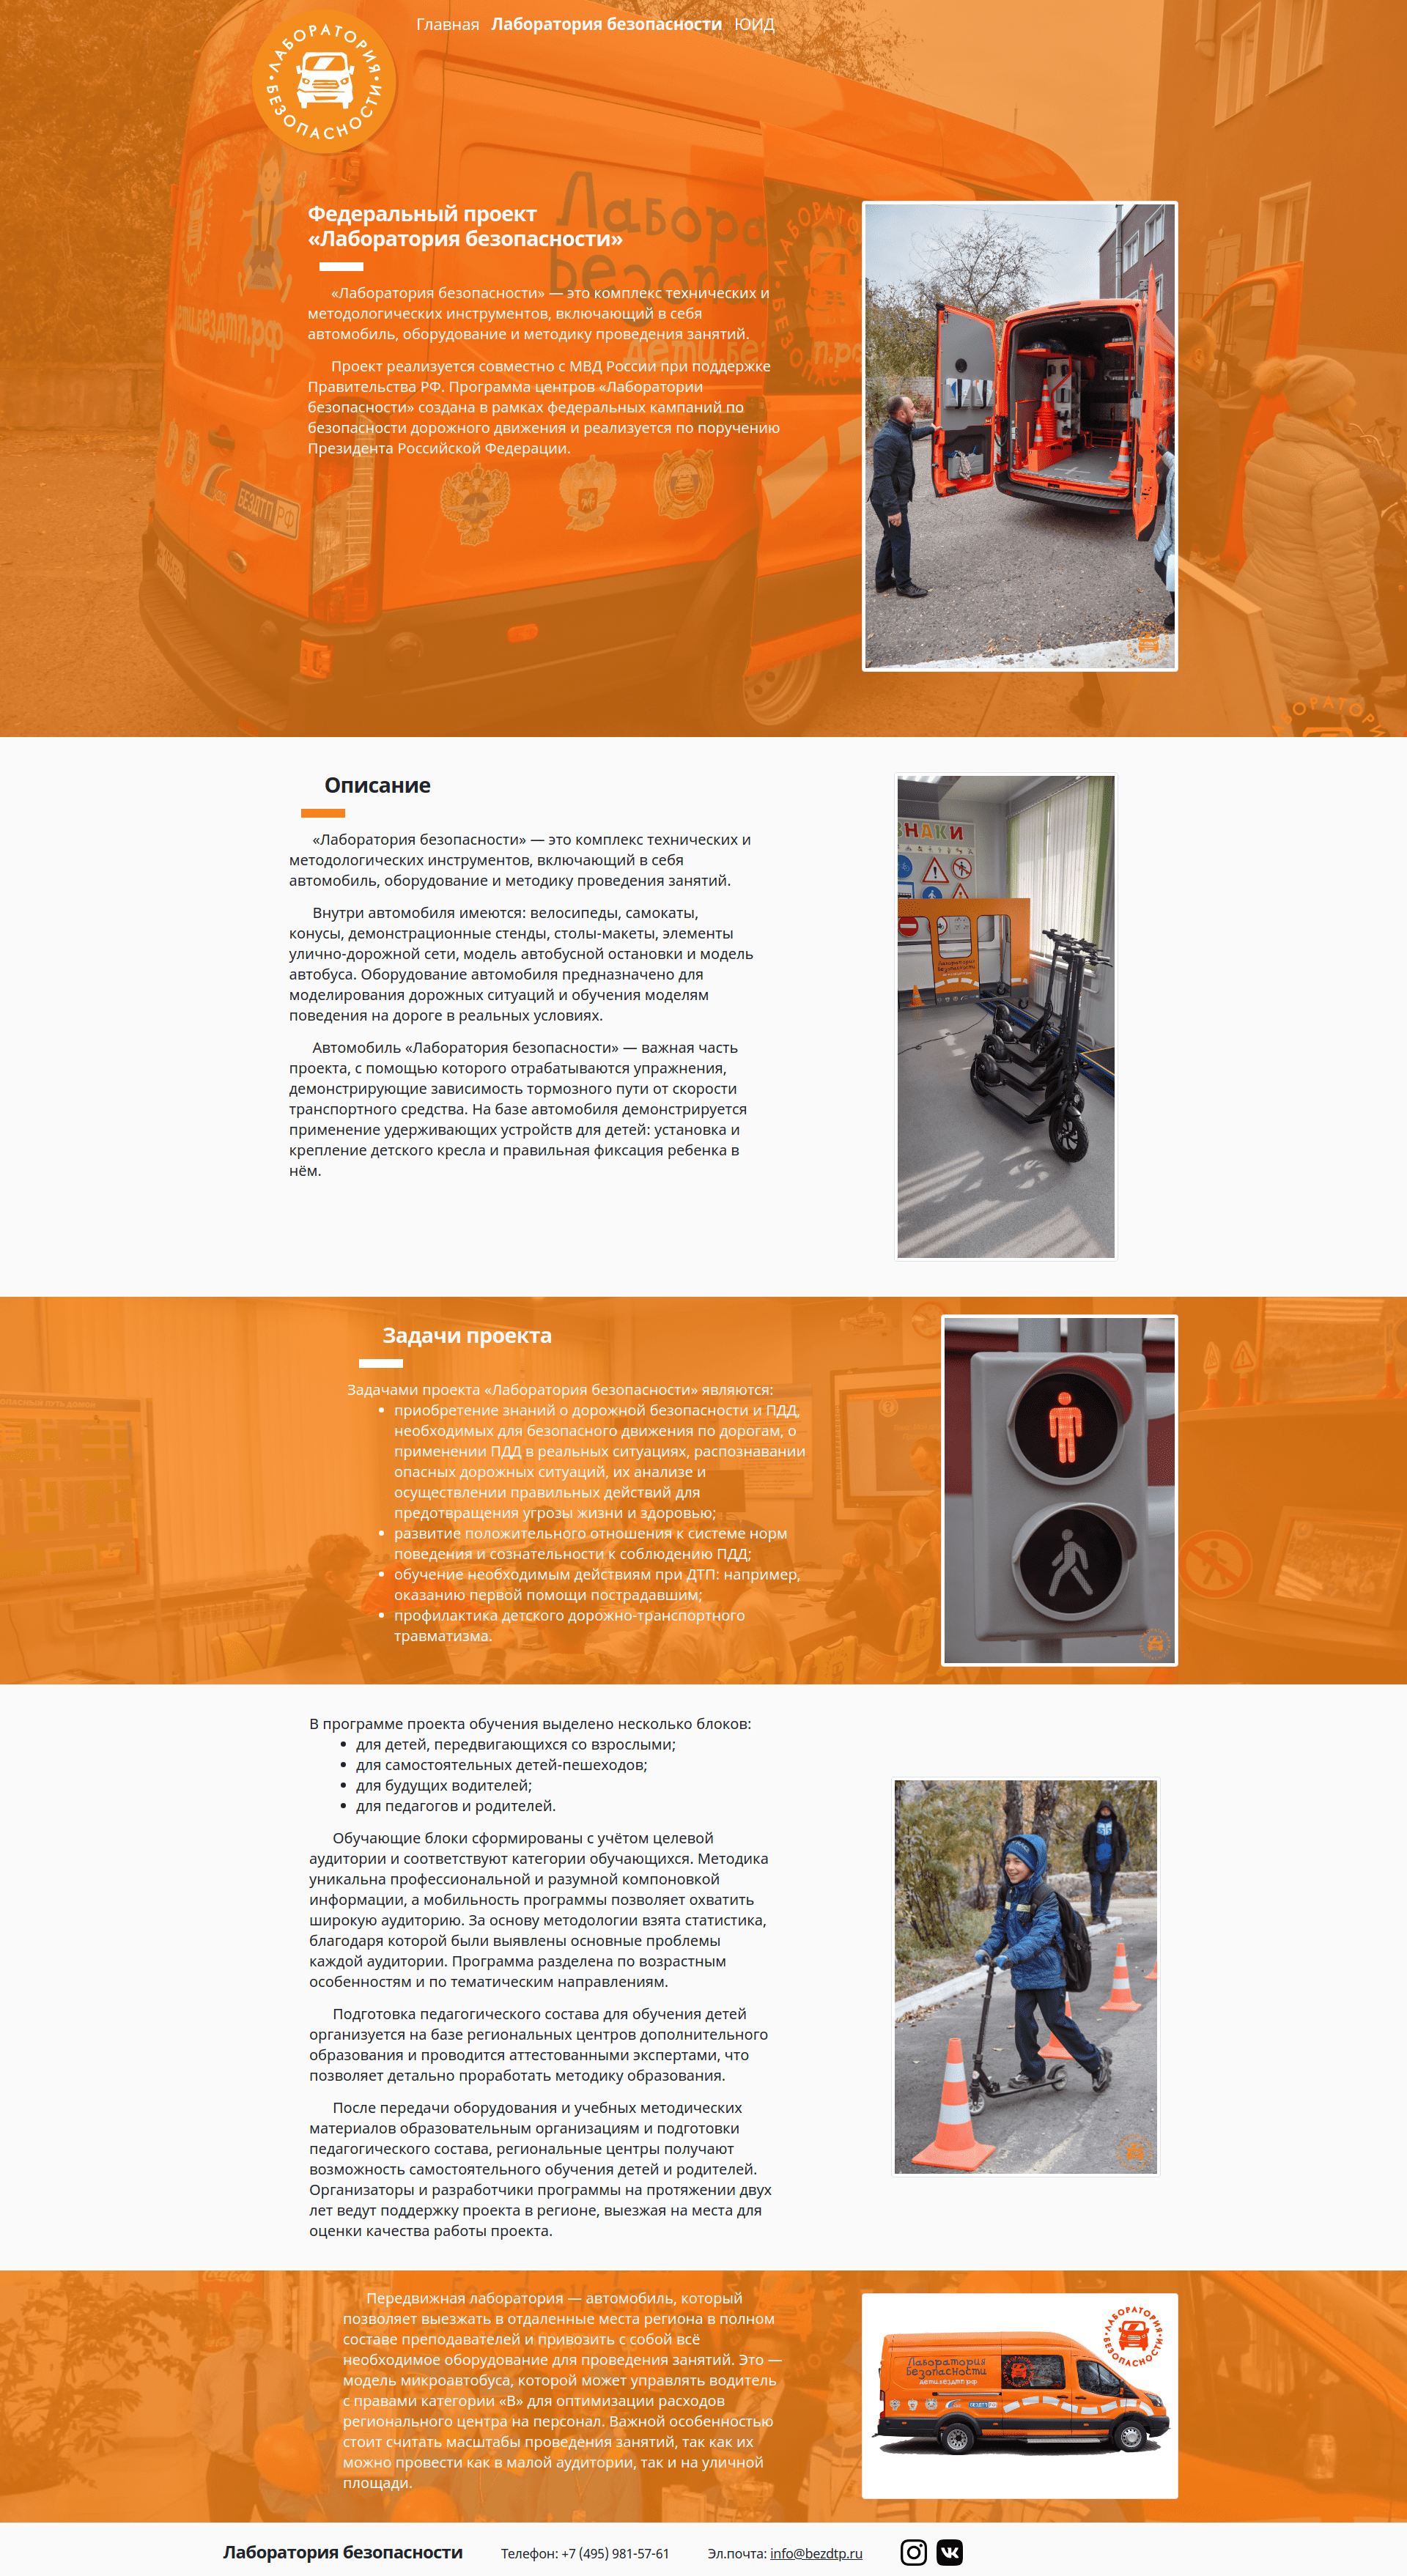 Главная Лаборатория безопасности ЮИД
ЛАБОРАТОРИЯ БЕЗОПАСНОСТИ
Федеральный проект
«Лаборатория безопасности»
«Лаборатория безопасности» — это комплекс технических и
методологических инструментов, включающий в себя
автомобиль, оборудование и методику проведения занятий.
Проект реализуется совместно с МВД России при поддержке
Правительства РФ. Программа центров «Лаборатории
безопасности» создана в рамках федеральных кампаний по
безопасности дорожного движения и реализуется по поручению
Президента Российской Федерации.
дети.бездтп.рф
БЕЗДТП РФ
Описание
«Лаборатория безопасности» — это комплекс технических и
методологических инструментов, включающий в себя
автомобиль, оборудование и методику проведения занятий.
Внутри автомобиля имеются: велосипеды, самокаты,
конусы, демонстрационные стенды, столы-макеты, элементы
улично-дорожной сети, модель автобусной остановки и модель
автобуса. Оборудование автомобиля предназначено для
моделирования дорожных ситуаций и обучения моделям
поведения на дороге в реальных условиях.
Автомобиль «Лаборатория безопасности» — важная часть
проекта, с помощью которого отрабатываются упражнения,
демонстрирующие зависимость тормозного пути от скорости
транспортного средства. На базе автомобиля демонстрируется
применение удерживающих устройств для детей: установка и
крепление детского кресла и правильная фиксация ребенка в
нём.
ЗНАКИ
Лаборатория
безопасности
Задачи проекта
Задачами проекта «Лаборатория безопасности» являются:
• приобретение знаний о дорожной безопасности и ПДД,
необходимых для безопасного движения по дорогам, о
применении ПДД в реальных ситуациях, распознавании
опасных дорожных ситуаций, их анализе и
осуществлении правильных действий для
предотвращения угрозы жизни и здоровью;
• развитие положительного отношения к системе норм
поведения и сознательности к соблюдению ПДД;
• обучение необходимым действиям при ДТП: например,
оказанию первой помощи пострадавшим;
• профилактика детского дорожно-транспортного
травматизма.
В программе проекта обучения выделено несколько блоков:
• для детей, передвигающихся со взрослыми;
• для самостоятельных детей-пешеходов;
• для будущих водителей;
• для педагогов и родителей.
Обучающие блоки сформированы с учётом целевой
аудитории и соответствуют категории обучающихся. Методика
уникальна профессиональной и разумной компоновкой
информации, а мобильность программы позволяет охватить
широкую аудиторию. За основу методологии взята статистика,
благодаря которой были выявлены основные проблемы
каждой аудитории. Программа разделена по возрастным
особенностям и по тематическим направлениям.
Подготовка педагогического состава для обучения детей
организуется на базе региональных центров дополнительного
образования и проводится аттестованными экспертами, что
позволяет детально проработать методику образования.
После передачи оборудования и учебных методических
материалов образовательным организациям и подготовки
педагогического состава, региональные центры получают
возможность самостоятельного обучения детей и родителей.
Организаторы и разработчики программы на протяжении двух
лет ведут поддержку проекта в регионе, выезжая на места для
оценки качества работы проекта.
Передвижная лаборатория — автомобиль, который
позволяет выезжать в отдаленные места региона в полном
составе преподавателей и привозить с собой всё
необходимое оборудование для проведения занятий. Это —
модель микроавтобуса, которой может управлять водитель
с правами категории «В» для оптимизации расходов
регионального центра на персонал. Важной особенностью
стоит считать масштабы проведения занятий, так как их
можно провести как в малой аудитории, так и на уличной
площади.
ЛАБОРАТОРИЯ БЕЗОПАСНОСТИ
Лаборатория
безопасности
дети.бездтп.рф
БЕЗДТП РФ
Лаборатория безопасности Телефон: +7 (495) 981-57-61 Эл.почта: info@bezdtp.ru